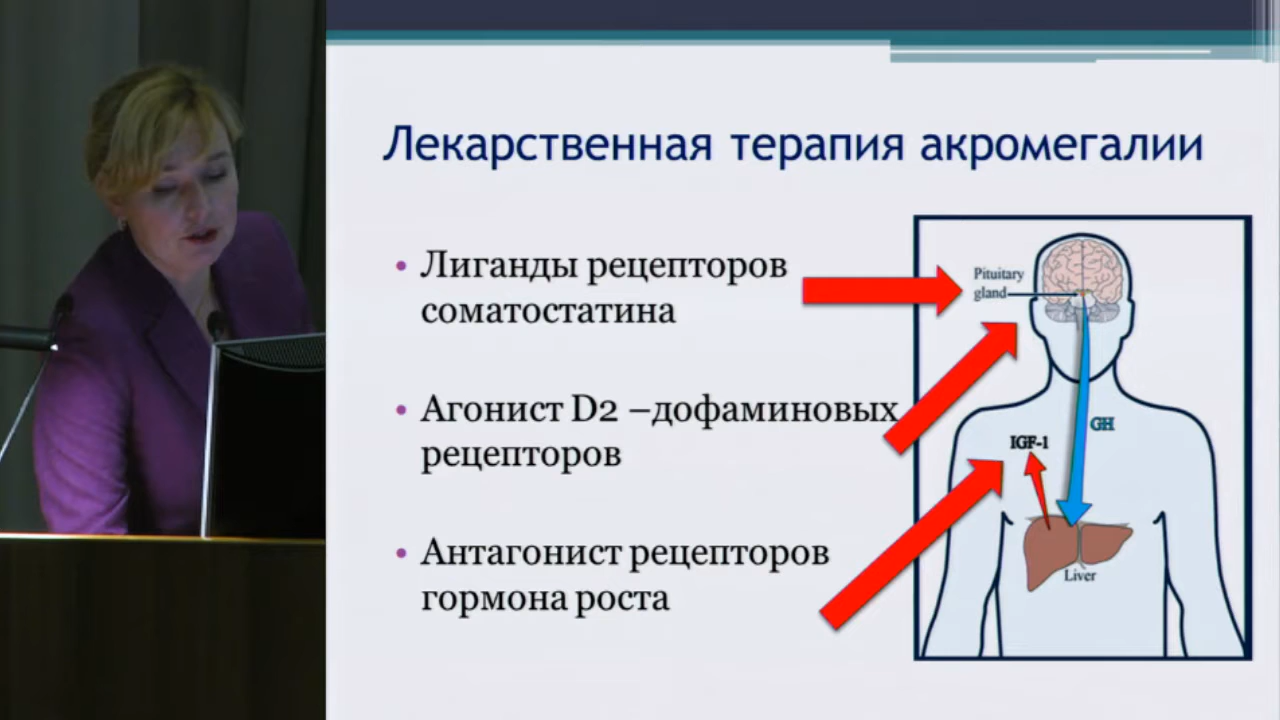 Лекарственная терапия акромегалии
• Лиганды рецепторов
соматостатина
• Агонист D2 –дофаминовых
рецепторов
• Антагонист рецепторов
гормона роста
Pituitary
gland
GH
IGF-1
Liver